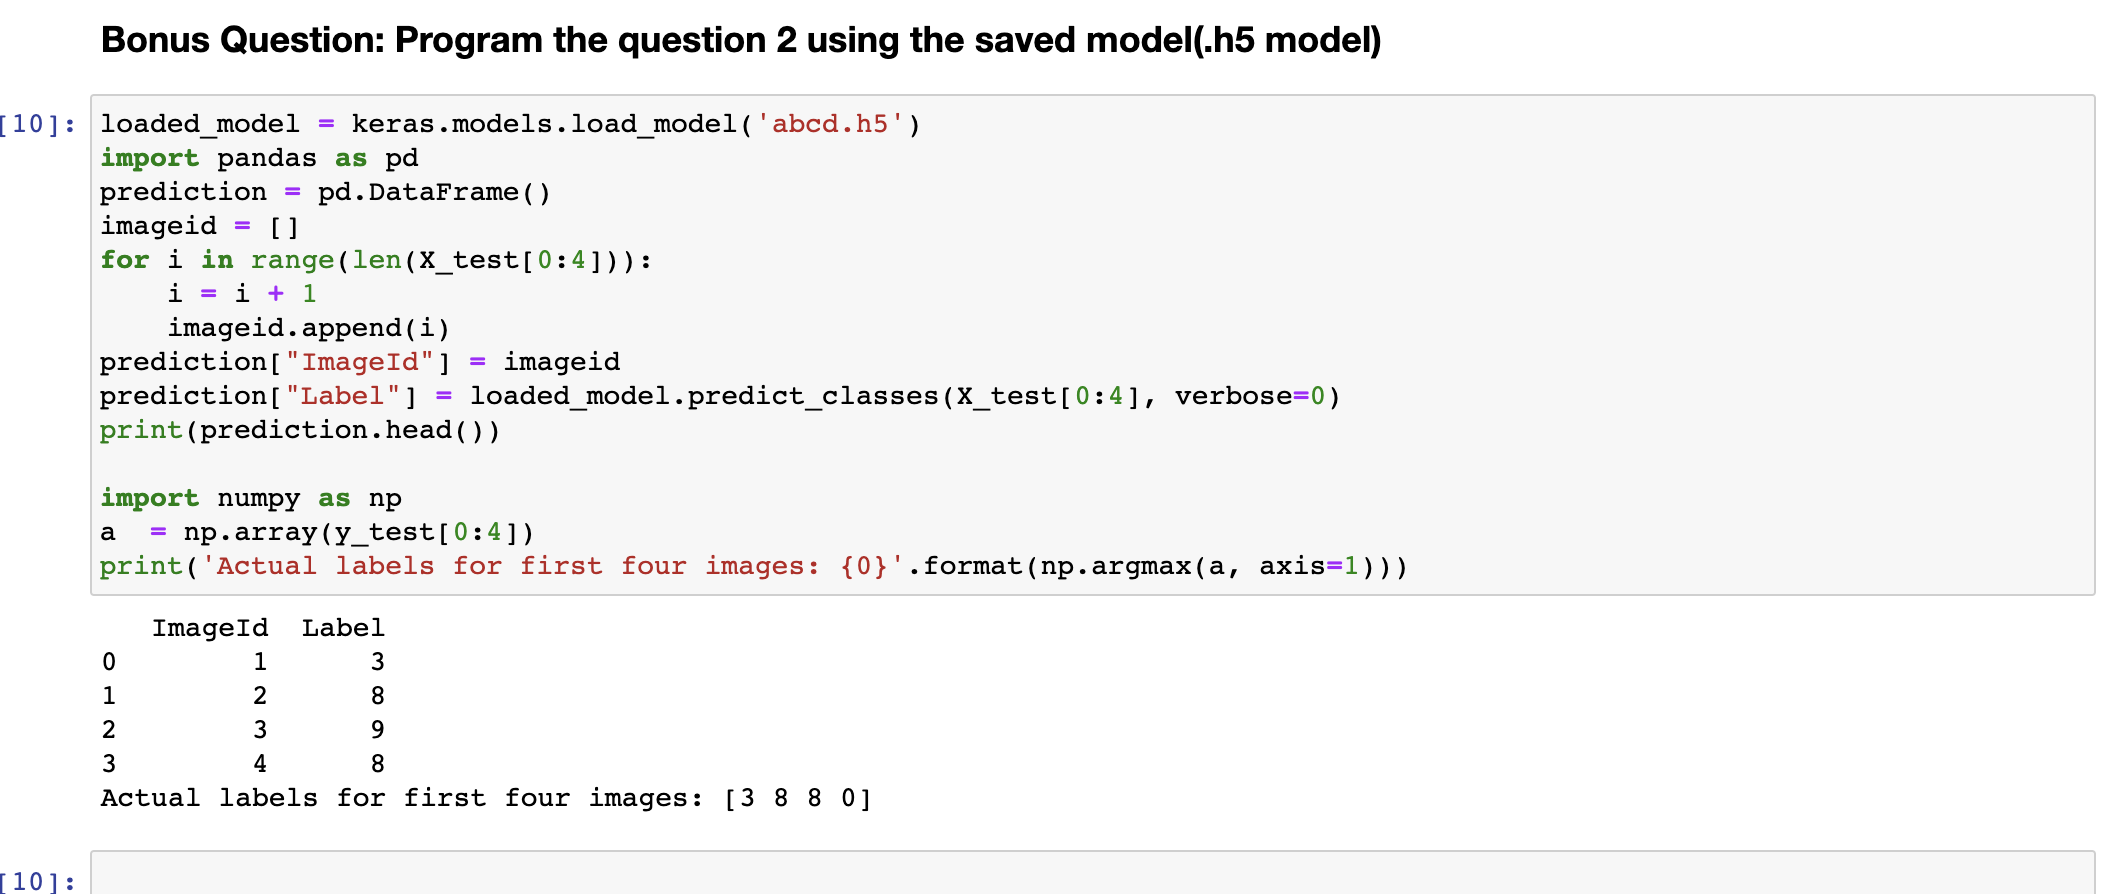 Bonus Question: Program the question 2 using the saved model(.h5 model)
[10]: loaded_model = keras.models.load_model('abcd.h5')
import pandas as pd
prediction = pd.DataFrame()
imageid = []
for i in range(len(X_test[0:4])):
    i = i + 1
    imageid.append(i)
prediction["ImageId"] = imageid
prediction["Label"] = loaded_model.predict_classes(X_test[0:4], verbose=0)
print(prediction.head())

import numpy as np
a  = np.array(y_test[0:4])
print('Actual labels for first four images: {0}'.format(np.argmax(a, axis=1)))
   ImageId  Label
0        1      3
1        2      8
2        3      9
3        4      8
Actual labels for first four images: [3 8 8 0]
[10]: